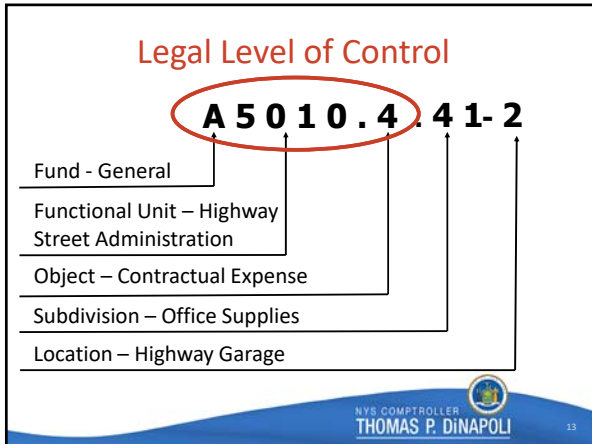 Legal Level of Control
A 5 0 1 0 . 4 . 4 1- 2
Fund - General
Functional Unit – Highway
Street Administration
Object – Contractual Expense
Subdivision – Office Supplies
Location – Highway Garage
NYS COMPTROLLER
THOMAS P. DiNAPOLI
13